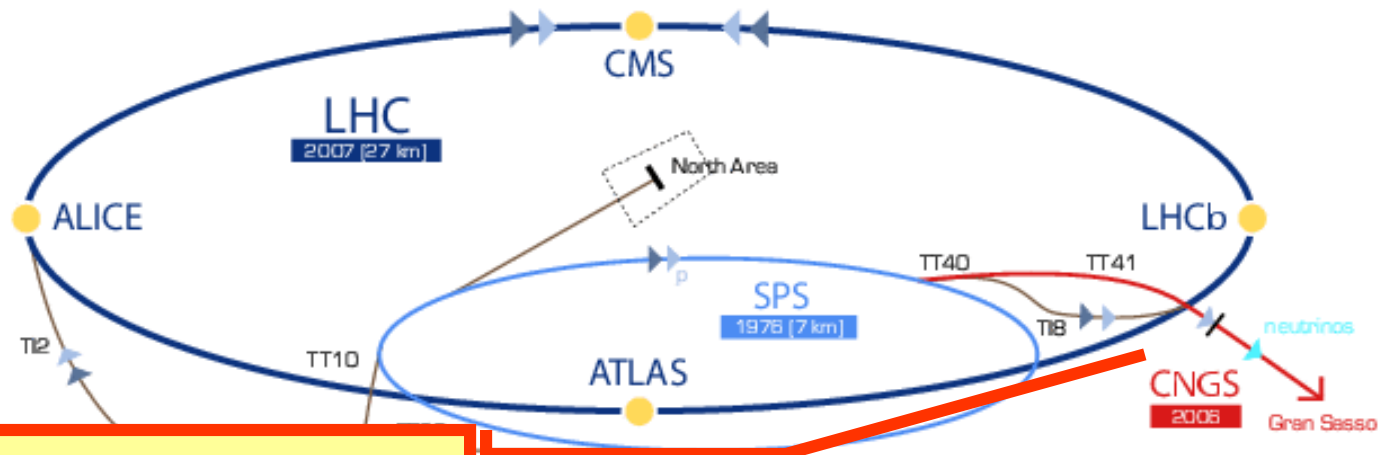 CMS
LHC
2007 [27 km]
North Area
ALICE
LHCb
TT40
TT41
p
SPS
1976 [7 km]
TI8
neutrinos
TI2
TT10
ATLAS
CNGS
2006
Gran Sasso